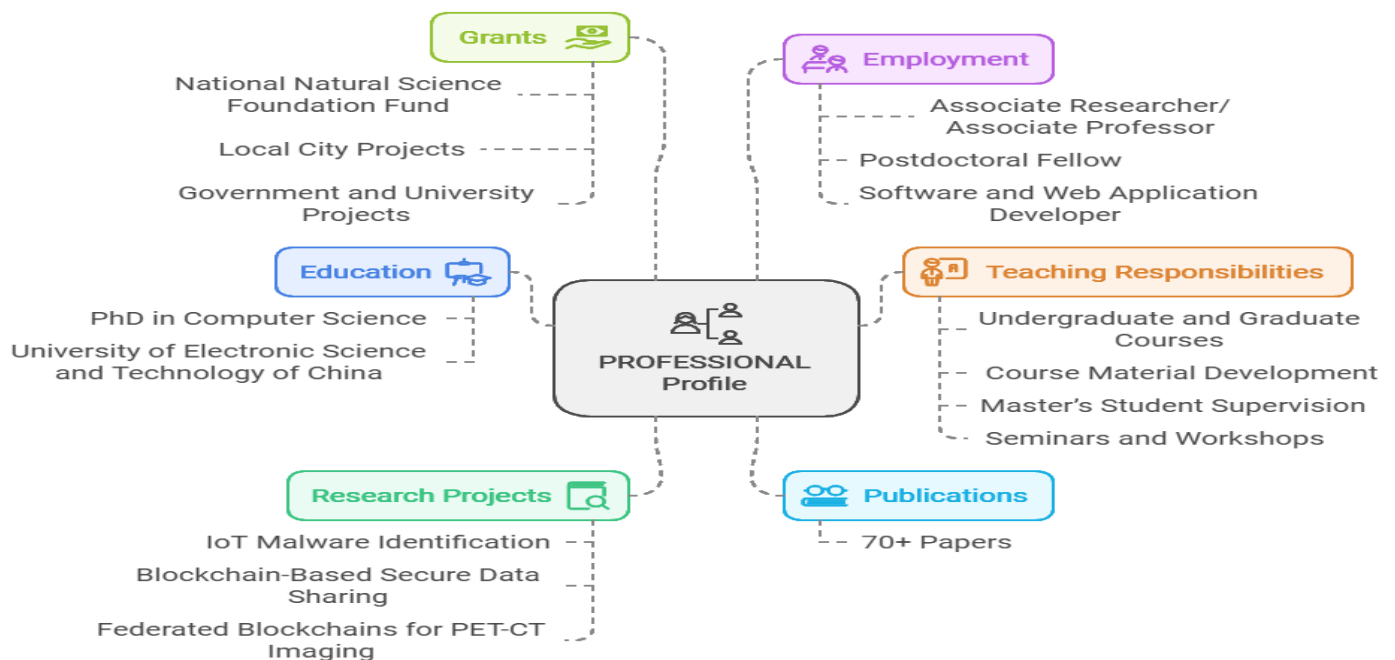 Grants
National Natural Science
Foundation Fund
Local City Projects
Government and University
Projects
Employment
Associate Researcher/
Associate Professor
Postdoctoral Fellow
Software and Web Application
Developer
Education
PhD in Computer Science
University of Electronic Science
and Technology of China
PROFESSIONAL
Profile
Teaching Responsibilities
Undergraduate and Graduate
Courses
Course Material Development
Master's Student Supervision
Seminars and Workshops
Research Projects
IoT Malware Identification
Blockchain-Based Secure Data
Sharing
Federated Blockchains for PET-CT
Imaging
Publications
70+ Papers